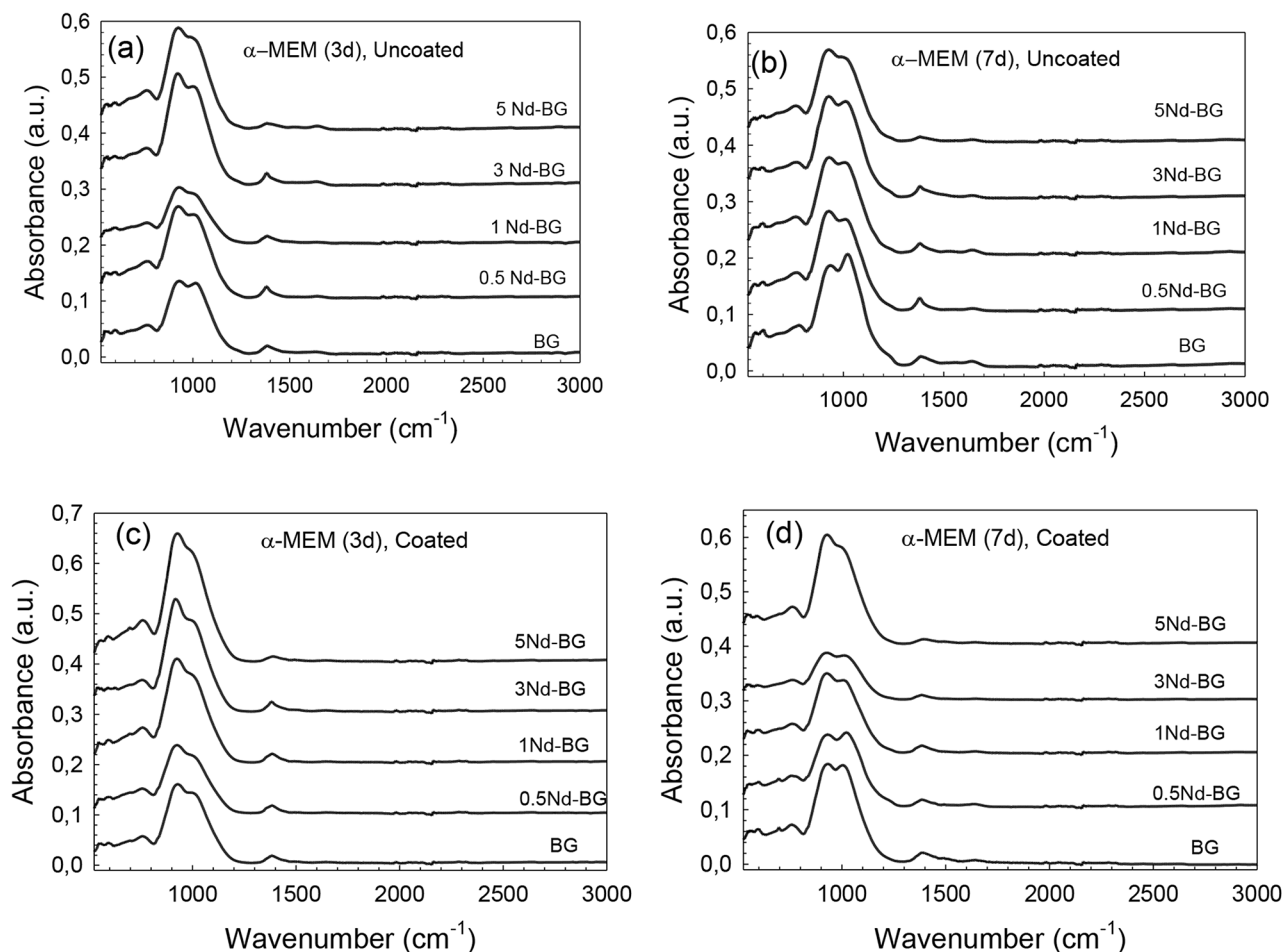 (a)
α–MEM (3d), Uncoated
0,6
0,5
0,4
0,3
0,2
0,1
0,0
Absorbance (a.u.)
5 Nd-BG
3 Nd-BG
1 Nd-BG
0.5 Nd-BG
BG
1000 1500 2000 2500 3000
Wavenumber (cm⁻¹)
(b)
α–MEM (7d), Uncoated
0,6
0,5
0,4
0,3
0,2
0,1
0,0
Absorbance (a.u.)
5Nd-BG
3Nd-BG
1Nd-BG
0.5Nd-BG
BG
1000 1500 2000 2500 3000
Wavenumber (cm⁻¹)
(c)
α-MEM (3d), Coated
0,7
0,6
0,5
0,4
0,3
0,2
0,1
0,0
Absorbance (a.u.)
5Nd-BG
3Nd-BG
1Nd-BG
0.5Nd-BG
BG
1000 1500 2000 2500 3000
Wavenumber (cm⁻¹)
(d)
α-MEM (7d), Coated
0,6
0,5
0,4
0,3
0,2
0,1
0,0
Absorbance (a.u.)
5Nd-BG
3Nd-BG
1Nd-BG
0.5Nd-BG
BG
1000 1500 2000 2500 3000
Wavenumber (cm⁻¹)